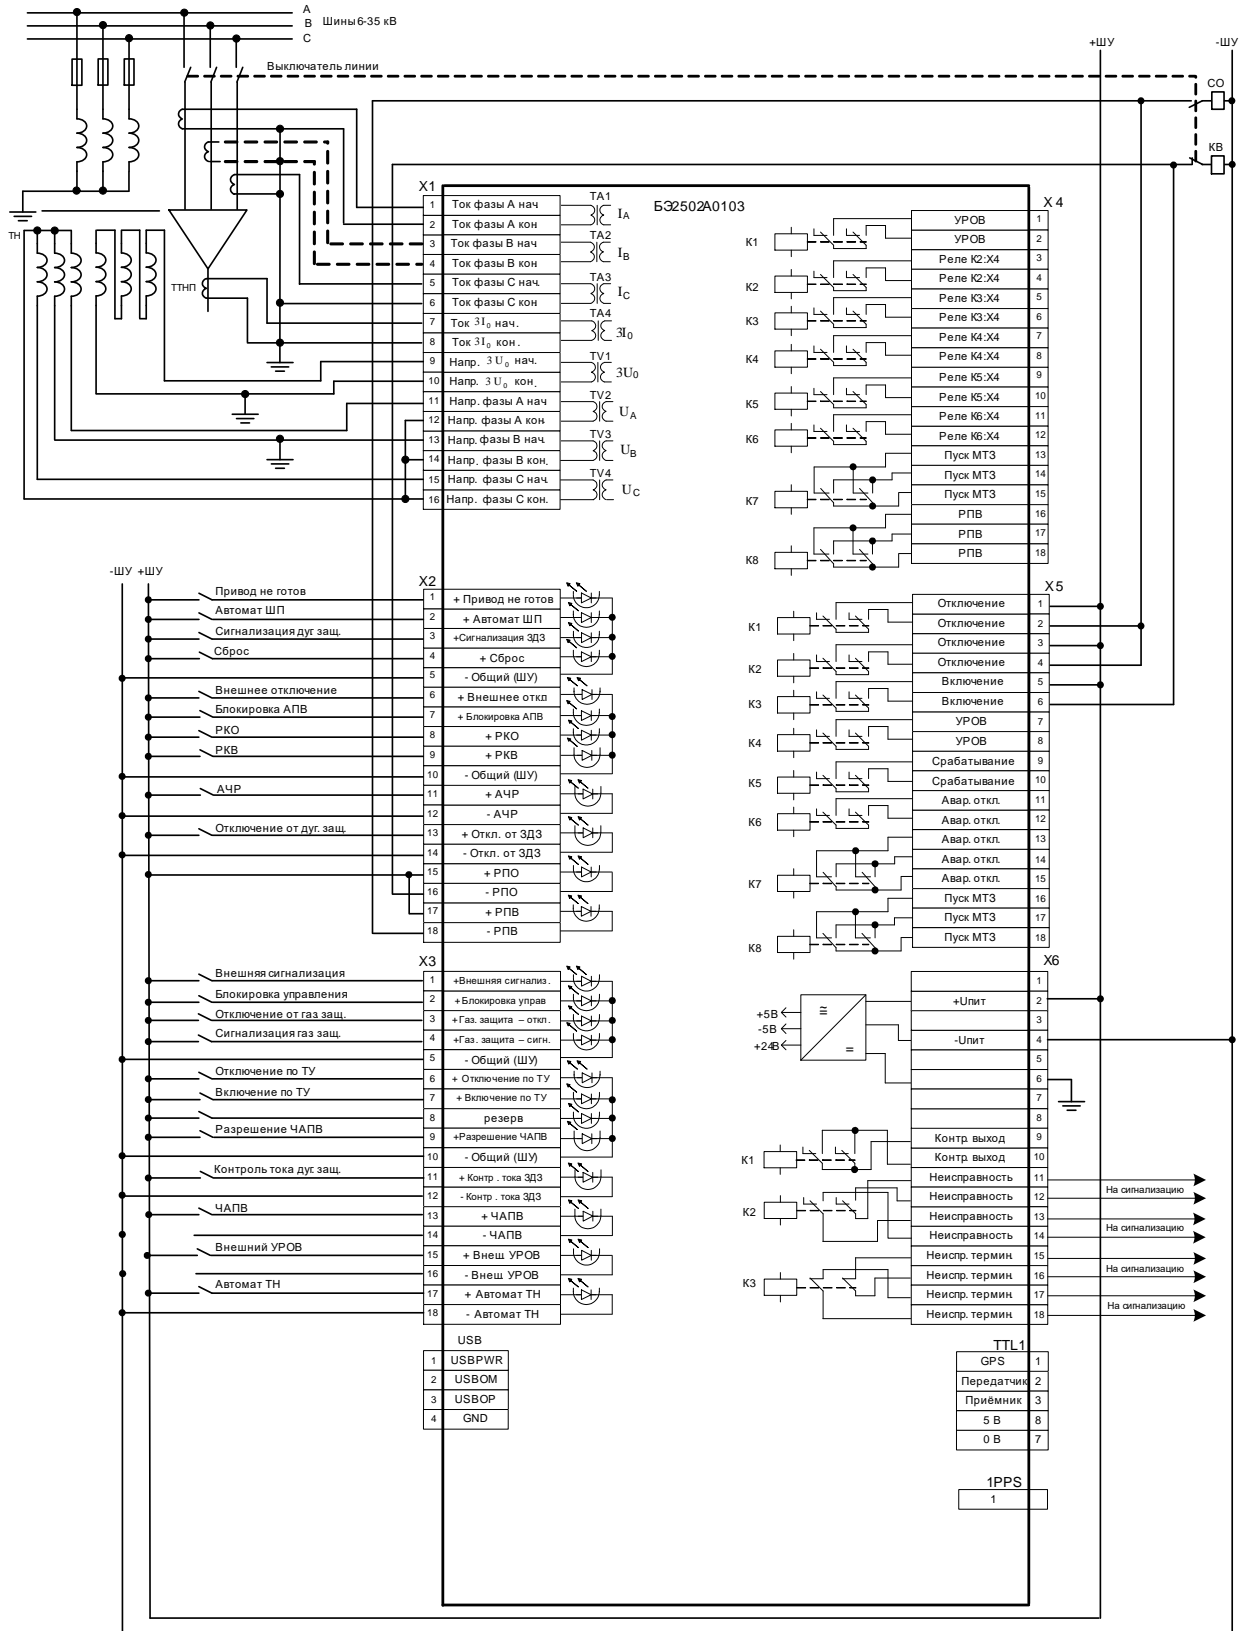 A
B
C
Шины 6-35 кВ
Выключатель линии
+ШУ
-ШУ
СО
КВ
ТН
ТТНП
БЭ2502А0103
X1
1 Ток фазы А нач
2 Ток фазы А кон
3 Ток фазы В нач
4 Ток фазы В кон
5 Ток фазы С нач.
6 Ток фазы С кон
7 Ток 3I0 нач.
8 Ток 3I0 кон.
9 Напр. 3U0 нач.
10 Напр. 3U0 кон.
11 Напр. фазы А нач
12 Напр. фазы А кон
13 Напр. фазы В нач.
14 Напр. фазы В кон.
15 Напр. фазы С нач.
16 Напр. фазы С кон.
TA1 IA
TA2 IB
TA3 IC
TA4 3I0
TV1 3U0
TV2 UA
TV3 UB
TV4 UC
X4
УРОВ 1
УРОВ 2
Реле К2:Х4 3
Реле К2:Х4 4
Реле К3:Х4 5
Реле К3:Х4 6
Реле К4:Х4 7
Реле К4:Х4 8
Реле К5:Х4 9
Реле К5:Х4 10
Реле К6:Х4 11
Реле К6:Х4 12
Пуск МТЗ 13
Пуск МТЗ 14
Пуск МТЗ 15
РПВ 16
РПВ 17
РПВ 18
К1
К2
К3
К4
К5
К6
К7
К8
-ШУ +ШУ
Привод не готов
Автомат ШП
Сигнализация дуг. защ.
Сброс
Внешнее отключение
Блокировка АПВ
РКО
РКВ
АЧР
Отключение от дуг. защ.
X2
1 + Привод не готов
2 + Автомат ШП
3 +Сигнализация ЗДЗ
4 + Сброс
5 - Общий (ШУ)
6 + Внешнее откл
7 + Блокировка АПВ
8 + РКО
9 + РКВ
10 - Общий (ШУ)
11 + АЧР
12 - АЧР
13 + Откл. от ЗДЗ
14 - Откл. от ЗДЗ
15 + РПО
16 - РПО
17 + РПВ
18 - РПВ
X5
Отключение 1
Отключение 2
Отключение 3
Отключение 4
Включение 5
Включение 6
УРОВ 7
УРОВ 8
Срабатывание 9
Срабатывание 10
Авар. откл. 11
Авар. откл. 12
Авар. откл. 13
Авар. откл. 14
Авар. откл. 15
Пуск МТЗ 16
Пуск МТЗ 17
Пуск МТЗ 18
К1
К2
К3
К4
К5
К6
К7
К8
Внешняя сигнализация
Блокировка управления
Отключение от газ. защ.
Сигнализация газ. защ.
Отключение по ТУ
Включение по ТУ
Разрешение ЧАПВ
Контроль тока дуг. защ.
ЧАПВ
Внешний УРОВ
Автомат ТН
X3
1 +Внешняя сигнализ.
2 +Блокировка управ
3 +Газ. защита – откл.
4 +Газ. защита – сигн.
5 - Общий (ШУ)
6 + Отключение по ТУ
7 + Включение по ТУ
8 резерв
9 +Разрешение ЧАПВ
10 - Общий (ШУ)
11 + Контр . тока ЗДЗ
12 - Контр . тока ЗДЗ
13 + ЧАПВ
14 - ЧАПВ
15 + Внеш. УРОВ
16 - Внеш. УРОВ
17 + Автомат ТН
18 - Автомат ТН
X6
1
+Uпит 2
3
-Uпит 4
5
6
7
8
Контр. выход 9
Контр. выход 10
Неисправность 11
Неисправность 12
Неисправность 13
Неисправность 14
Неиспр. термин. 15
Неиспр. термин. 16
Неиспр. термин. 17
Неиспр. термин. 18
+5В
-5В
+24В
К1
К2
К3
На сигнализацию
На сигнализацию
На сигнализацию
На сигнализацию
USB
1 USBPWR
2 USBOM
3 USBOP
4 GND
TTL1
GPS 1
Передатчик 2
Приёмник 3
5 В 8
0 В 7
1PPS
1